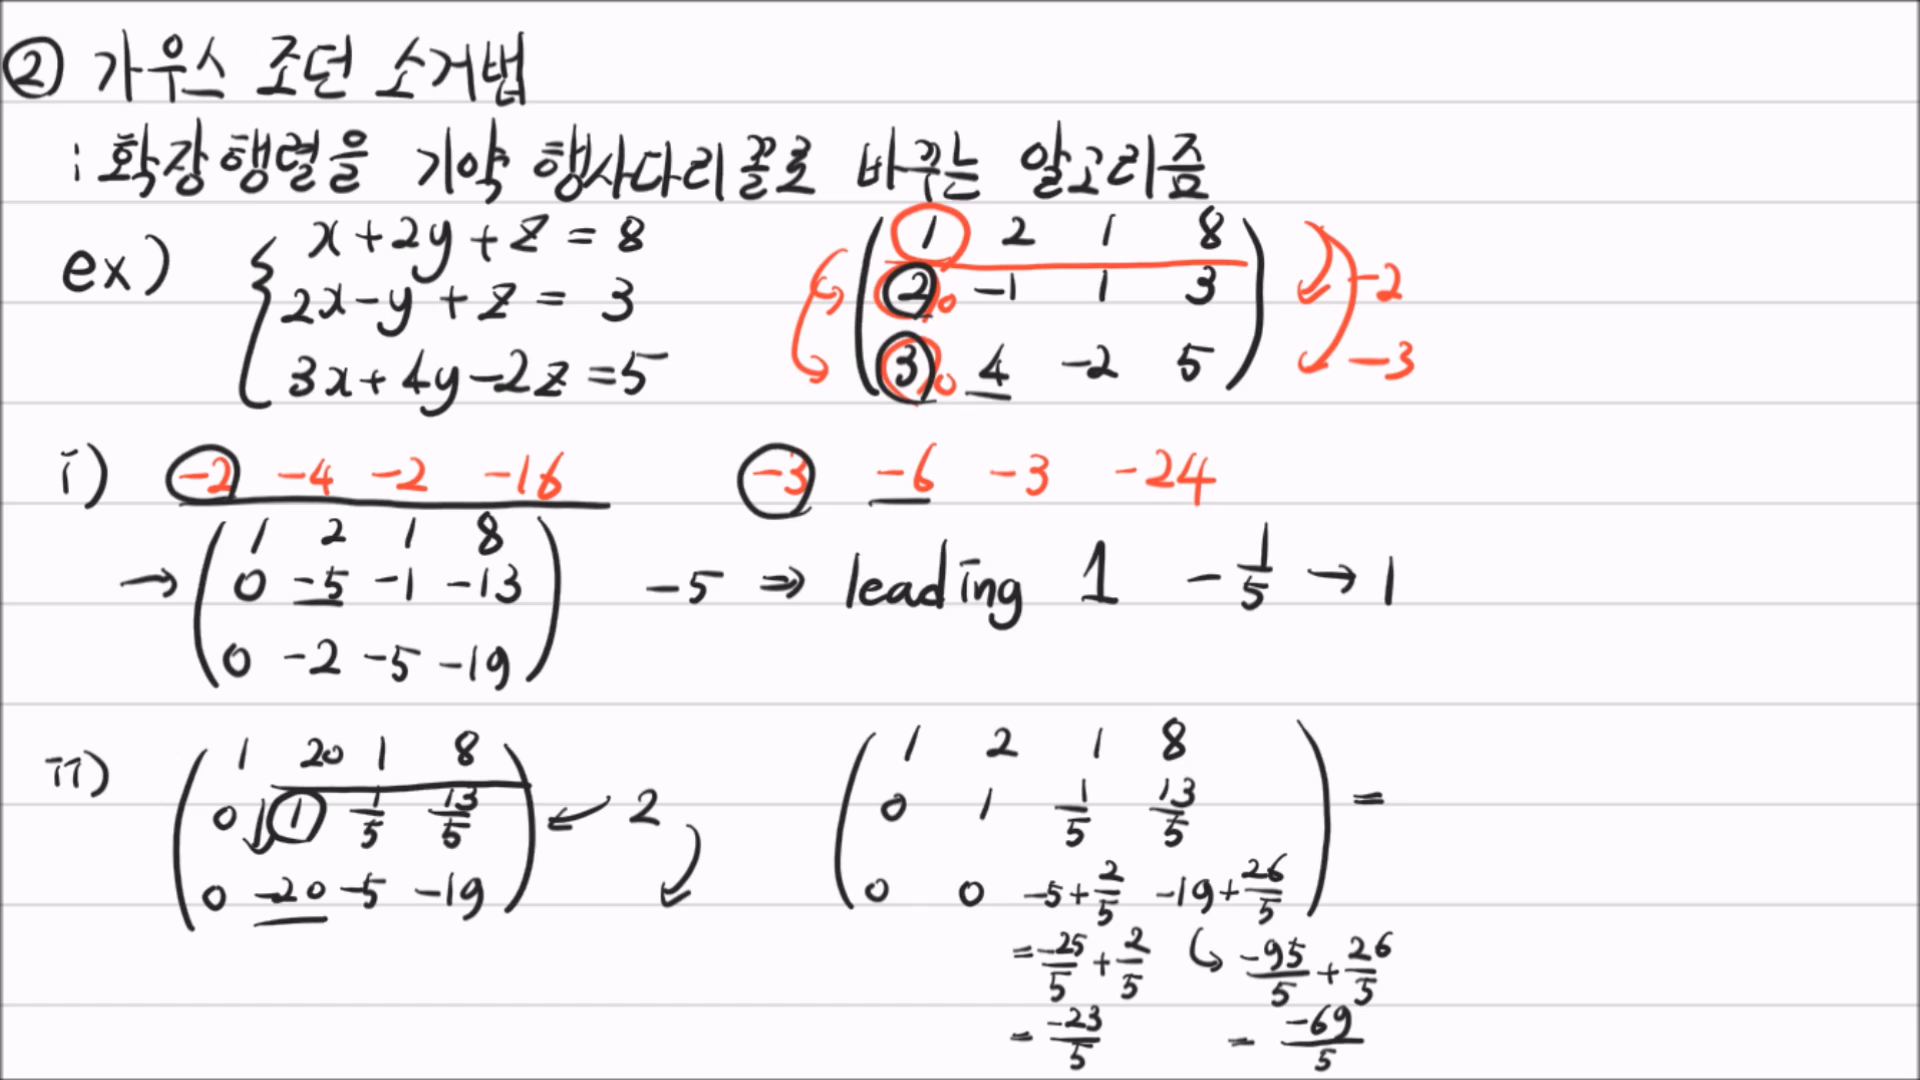 ② 가우스 조던 소거법
: 확장행렬을 기약 행사다리꼴로 바꾸는 알고리즘
ex) x+2y+z=8
2x-y+z=3
3x+4y-2z=5
1 2 1 8
2 0 -1 1 3 -2
3 0 4 -2 5 -3
i) -2 -4 -2 -16 -3 -6 -3 -24
→ 1 2 1 8
0 -5 -1 -13 -5 ⇒ leading 1 -1/5 → 1
0 -2 -5 -19
ii) 1 2 0 1 8
0 1 1/5 13/5 ← 2
0 -2 0 -5 -19
1 2 1 8
0 1 1/5 13/5 =
0 0 -5+2/5 -19+26/5
= -25/5 + 2/5 ↳ -95/5 + 26/5
= -23/5 = -69/5